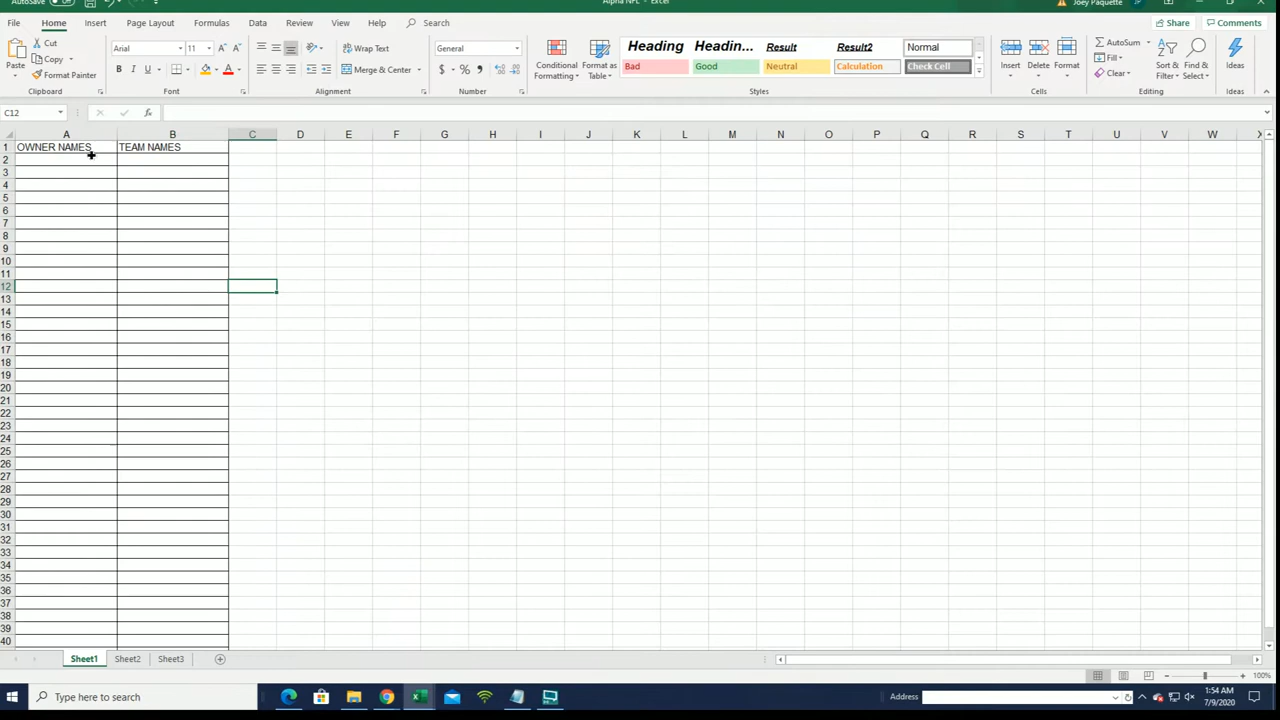 AutoSave Off Alpha NFL - Excel Joey Paquette JP
File Home Insert Page Layout Formulas Data Review View Help Search Share Comments
Paste Cut Copy Format Painter Clipboard
Arial 11 B I U A Font
Wrap Text Merge & Center Alignment
General $ % , Number
Conditional Formatting Format as Table
Heading Headin... Result Result2 Normal
Bad Good Neutral Calculation Check Cell
Styles
Insert Delete Format Cells
AutoSum Fill Clear Sort & Filter Find & Select Editing
Ideas Ideas
C12 fx
A B C D E F G H I J K L M N O P Q R S T U V W X
1 OWNER NAMES TEAM NAMES
2
3
4
5
6
7
8
9
10
11
12
13
14
15
16
17
18
19
20
21
22
23
24
25
26
27
28
29
30
31
32
33
34
35
36
37
38
39
40
Sheet1 Sheet2 Sheet3
100%
Type here to search Address 1:54 AM
7/9/2020